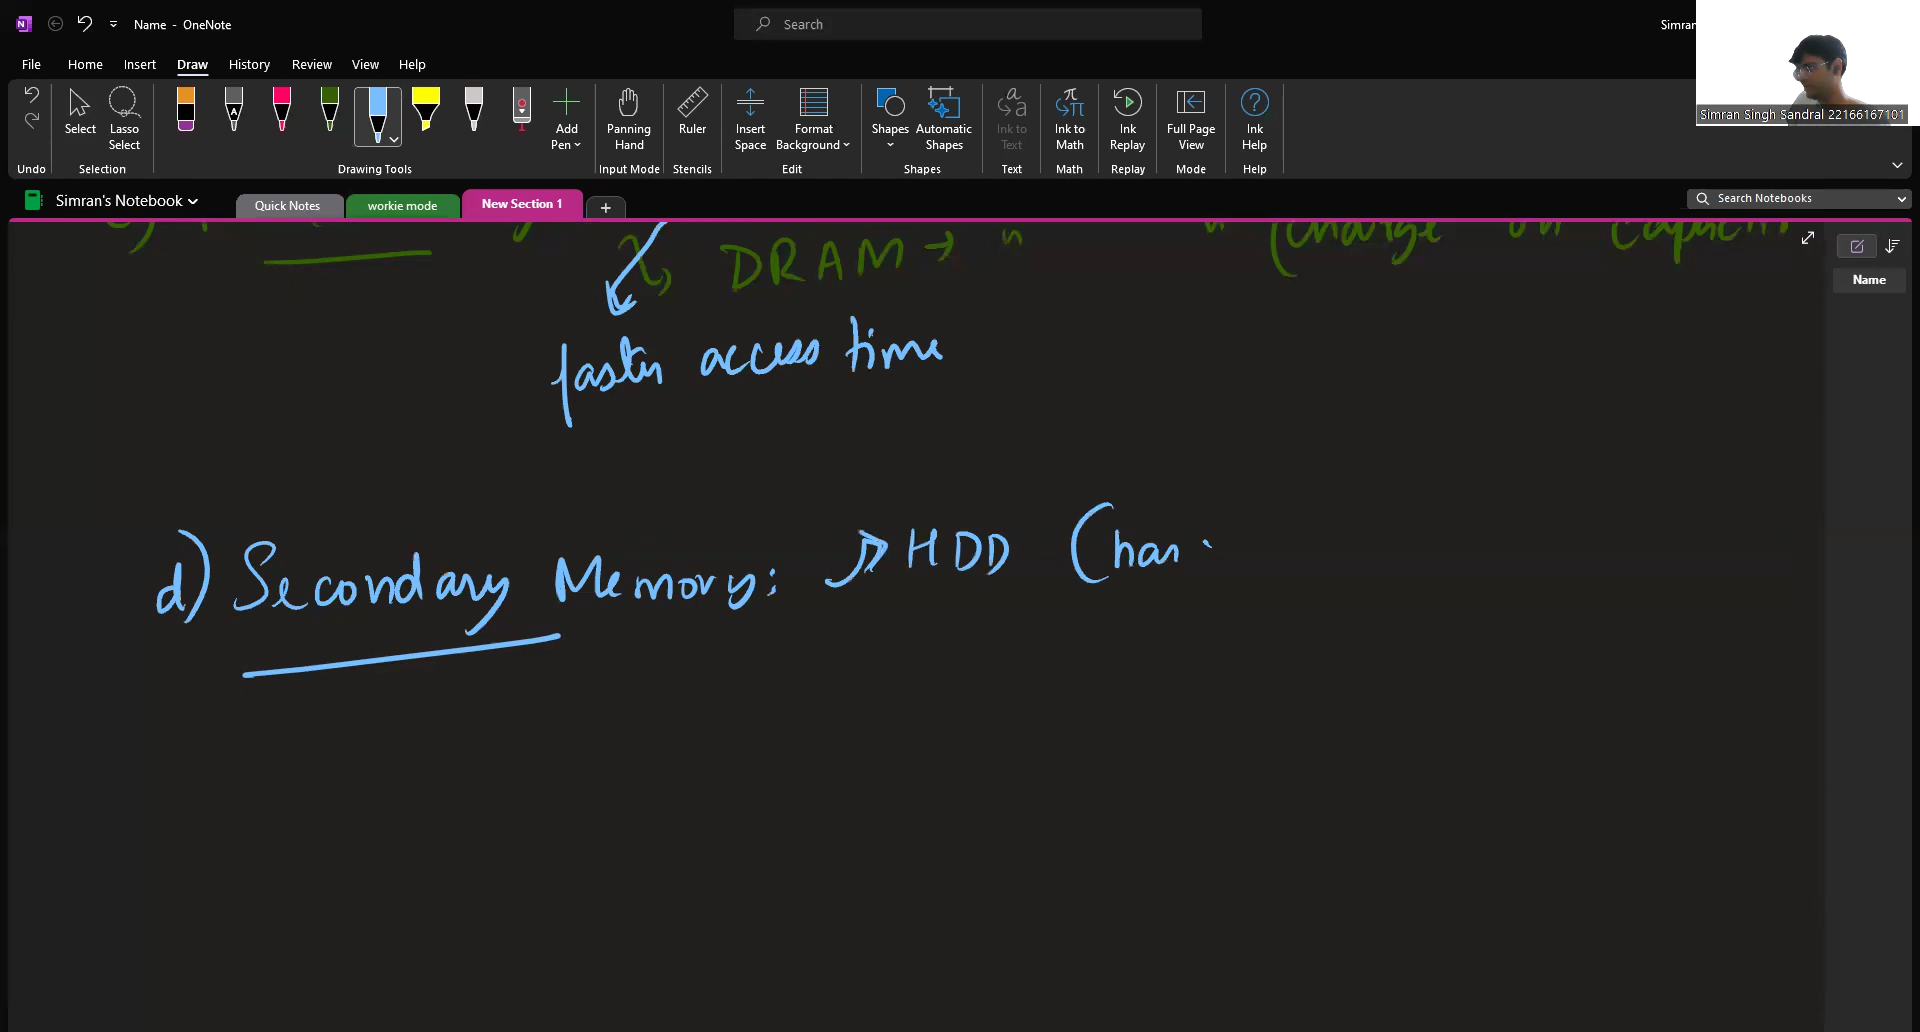 Name - OneNote
Search
Simran
File Home Insert Draw History Review View Help
Undo
Select
Lasso Select
Selection
Drawing Tools
Add Pen
Panning Hand
Input Mode
Ruler
Stencils
Insert Space
Format Background
Edit
Shapes
Automatic Shapes
Shapes
Ink to Text
Text
Ink to Math
Math
Ink Replay
Replay
Full Page View
Mode
Ink Help
Help
Simran Singh Sandral 22166167101
Simran's Notebook
Quick Notes
workie mode
New Section 1
Search Notebooks
Name
DRAM → " " (charge on
faster access time
d) Secondary Memory: HDD (har